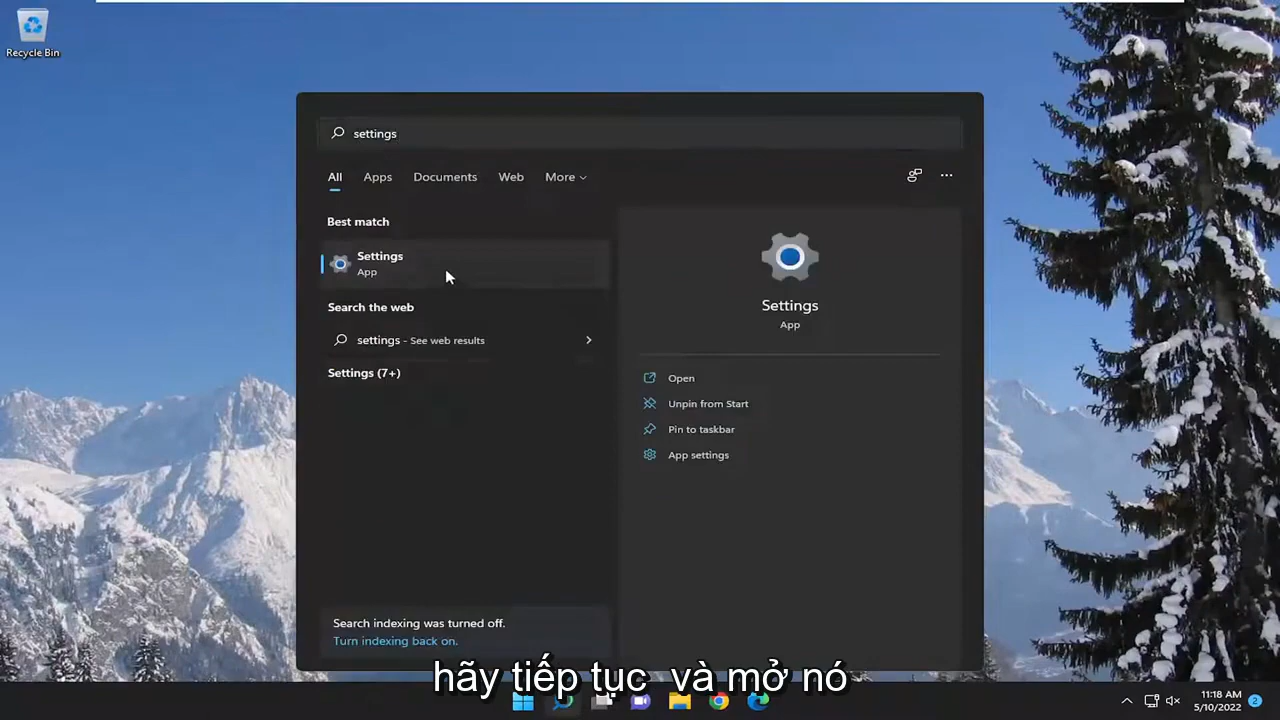 Recycle Bin
settings
All Apps Documents Web More
Best match
Settings
App
Search the web
settings - See web results
Settings (7+)
Search indexing was turned off.
Turn indexing back on.
Settings
App
Open
Unpin from Start
Pin to taskbar
App settings
hãy tiếp tục và mở nó
11:18 AM
5/10/2022
2